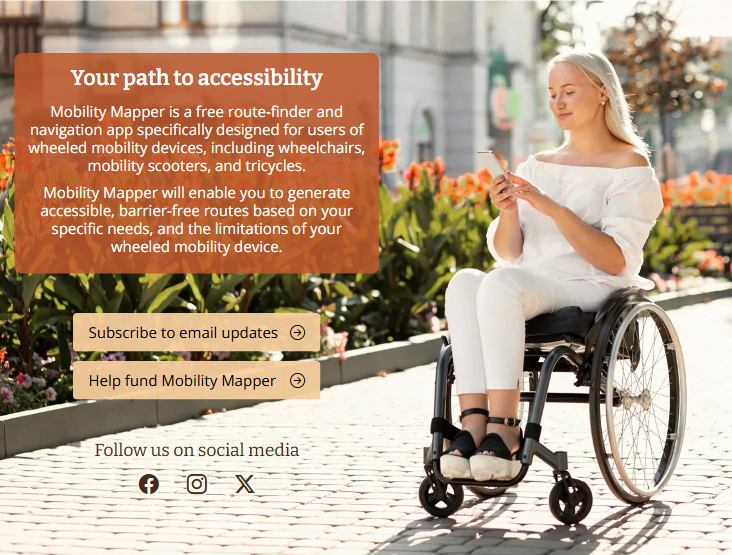 Your path to accessibility
Mobility Mapper is a free route-finder and
navigation app specifically designed for users of
wheeled mobility devices, including wheelchairs,
mobility scooters, and tricycles.
Mobility Mapper will enable you to generate
accessible, barrier-free routes based on your
specific needs, and the limitations of your
wheeled mobility device.
Subscribe to email updates
Help fund Mobility Mapper
Follow us on social media